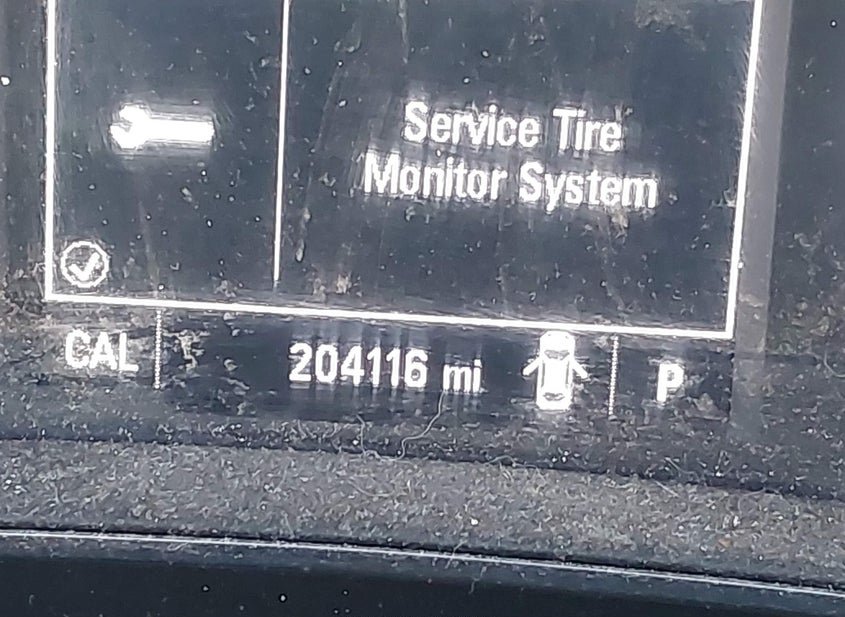 Service Tire
Monitor System
CAL 204116 mi P